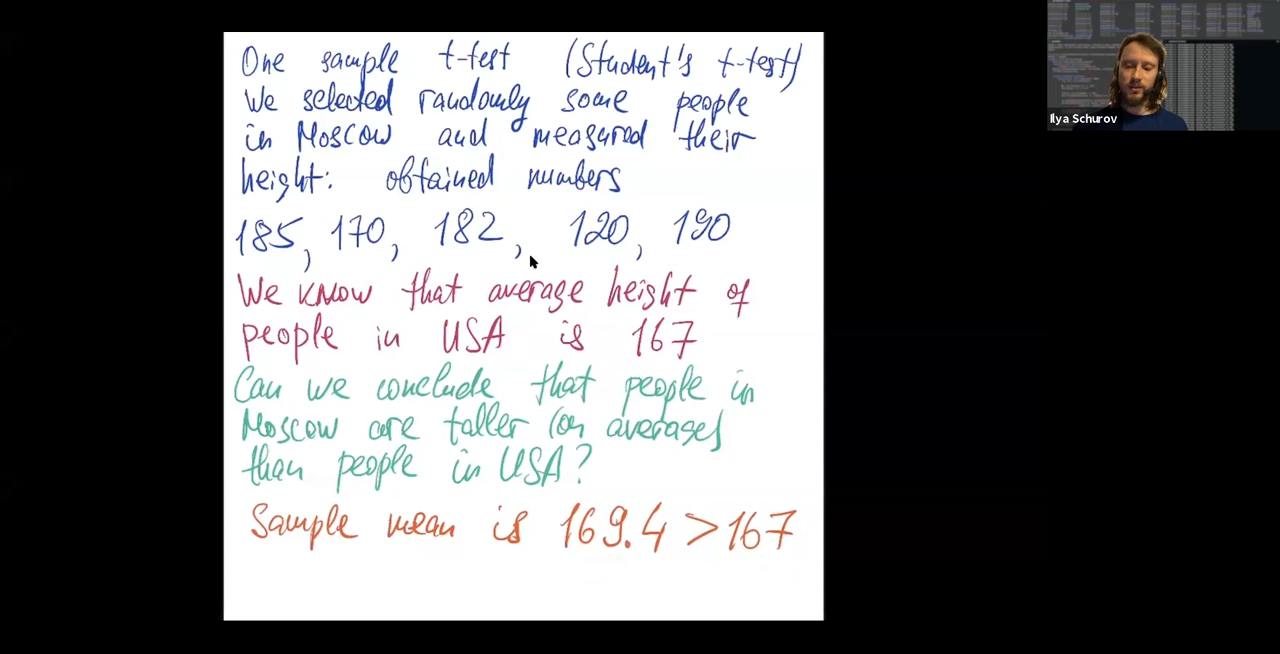 One sample t-test (Student's t-test)
We selected randomly some people
in Moscow and measured their
height: obtained numbers
185, 170, 182, 120, 190
We know that average height of
people in USA is 167
Can we conclude that people in
Moscow are taller (on average)
than people in USA?
Sample mean is 169.4 > 167
Ilya Schurov